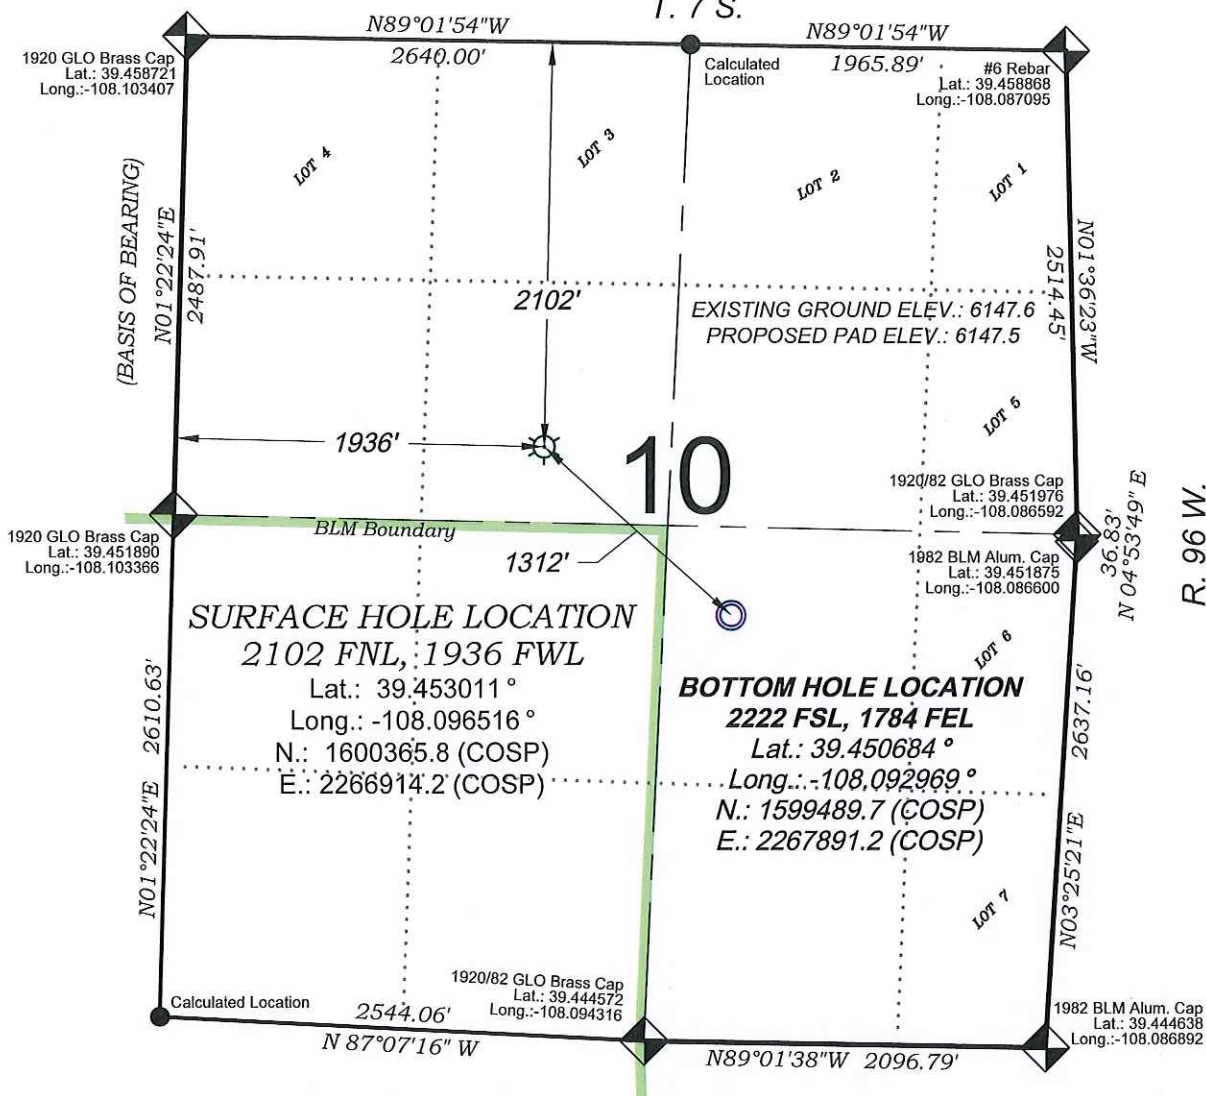 T. 7 S.
N89°01'54"W
2640.00'
N89°01'54"W
1965.89'
1920 GLO Brass Cap
Lat.: 39.458721
Long.:-108.103407
Calculated
Location
#6 Rebar
Lat.: 39.458868
Long.:-108.087095
LOT 4
LOT 3
LOT 2
LOT 1
(BASIS OF BEARING)
N01°22'24"E
2487.91'
2102'
N01°36'23"W
2514.45'
EXISTING GROUND ELEV.: 6147.6
PROPOSED PAD ELEV.: 6147.5
LOT 5
1936'
10
1920/82 GLO Brass Cap
Lat.: 39.451976
Long.:-108.086592
R. 96 W.
1920 GLO Brass Cap
Lat.: 39.451890
Long.:-108.103366
BLM Boundary
1312'
1982 BLM Alum. Cap
Lat.: 39.451875
Long.:-108.086600
36.83'
N 04°53'49" E
SURFACE HOLE LOCATION
2102 FNL, 1936 FWL
Lat.: 39.453011°
Long.: -108.096516°
N.: 1600365.8 (COSP)
E.: 2266914.2 (COSP)
LOT 6
BOTTOM HOLE LOCATION
2222 FSL, 1784 FEL
Lat.: 39.450684°
Long.: -108.092969°
N.: 1599489.7 (COSP)
E.: 2267891.2 (COSP)
N01°22'24"E 2610.63'
N03°25'21"E 2637.16'
LOT 7
Calculated Location
2544.06'
N 87°07'16" W
1920/82 GLO Brass Cap
Lat.: 39.444572
Long.:-108.094316
N89°01'38"W 2096.79'
1982 BLM Alum. Cap
Lat.: 39.444638
Long.:-108.086892